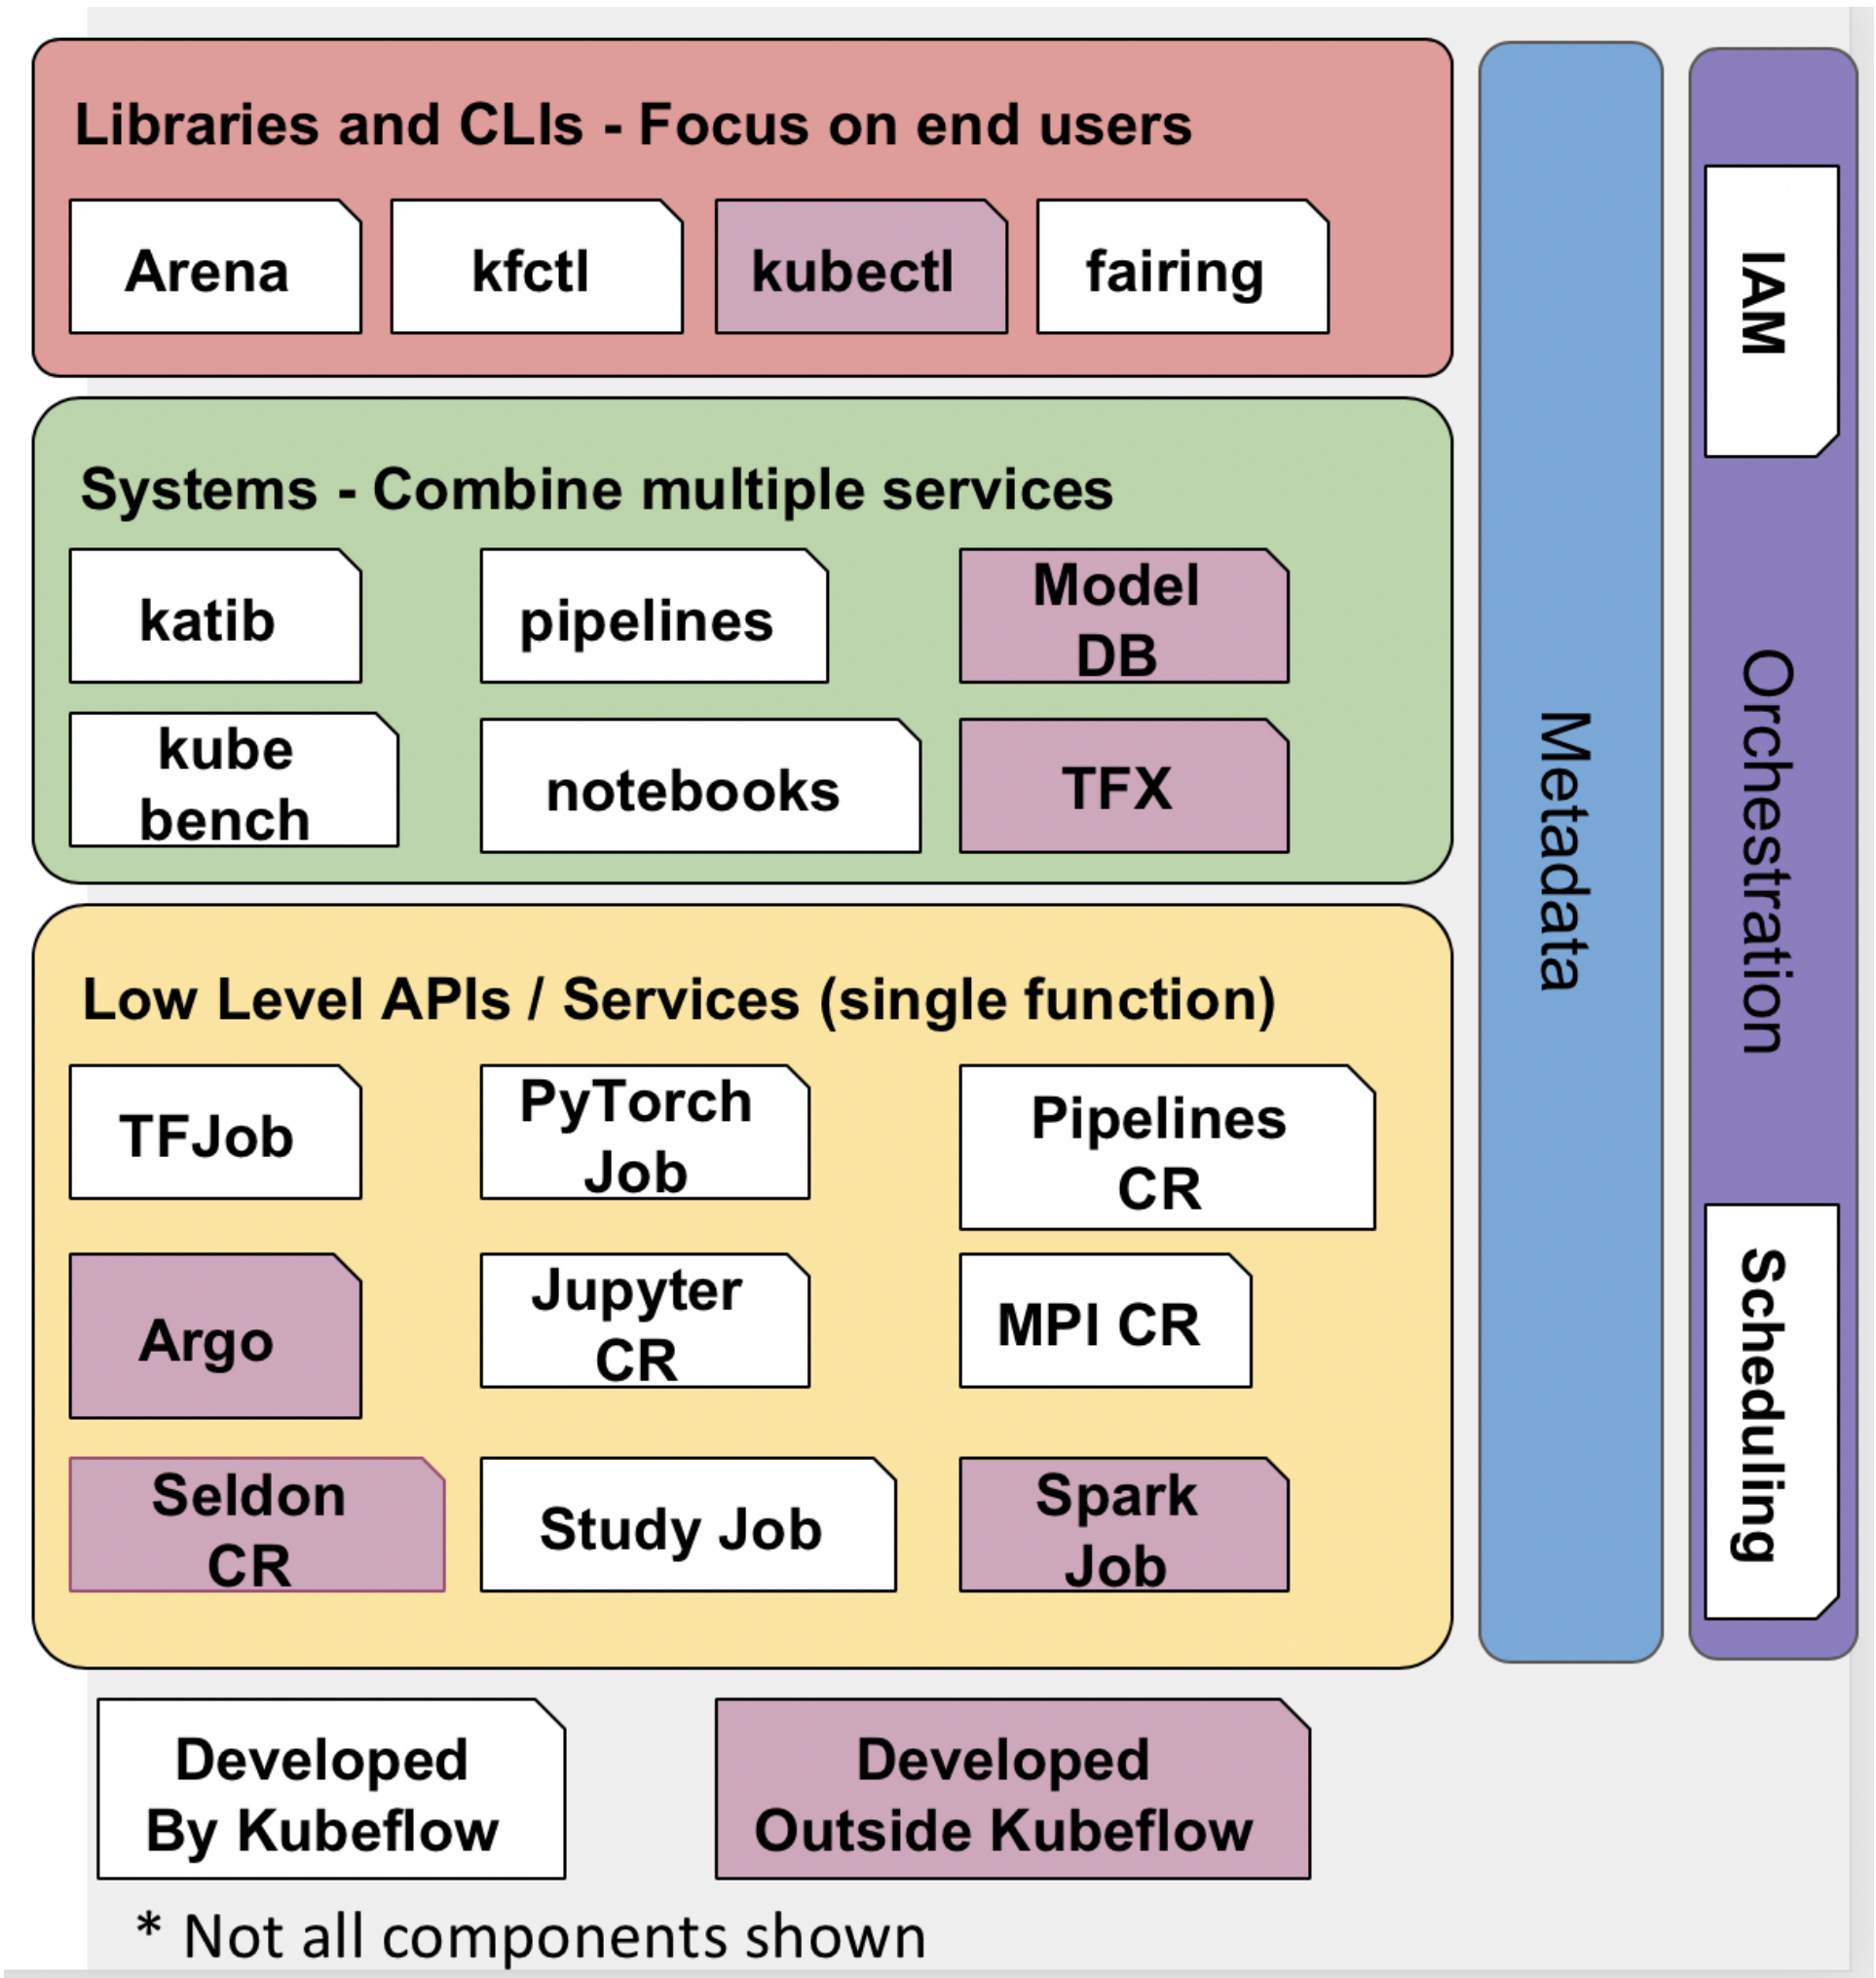 Libraries and CLIs - Focus on end users
Arena
kfctl
kubectl
fairing
Systems - Combine multiple services
katib
pipelines
Model
DB
kube
bench
notebooks
TFX
Low Level APIs / Services (single function)
TFJob
PyTorch
Job
Pipelines
CR
Argo
Jupyter
CR
MPI CR
Seldon
CR
Study Job
Spark
Job
Metadata
IAM
Orchestration
Scheduling
Developed
By Kubeflow
Developed
Outside Kubeflow
* Not all components shown